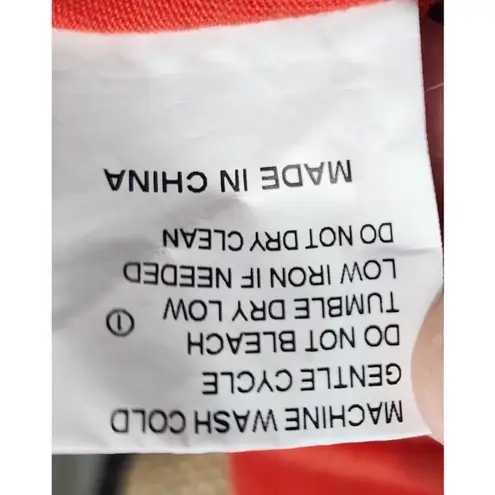 MACHINE WASH COLD
GENTLE CYCLE
DO NOT BLEACH
TUMBLE DRY LOW ①
LOW IRON IF NEEDED
DO NOT DRY CLEAN
MADE IN CHINA